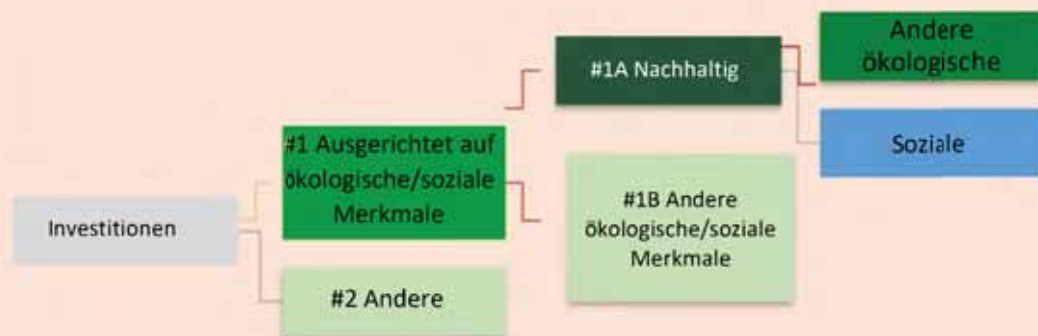 Investitionen
#1 Ausgerichtet auf
ökologische/soziale
Merkmale
#2 Andere
#1A Nachhaltig
#1B Andere
ökologische/soziale
Merkmale
Andere
ökologische
Soziale